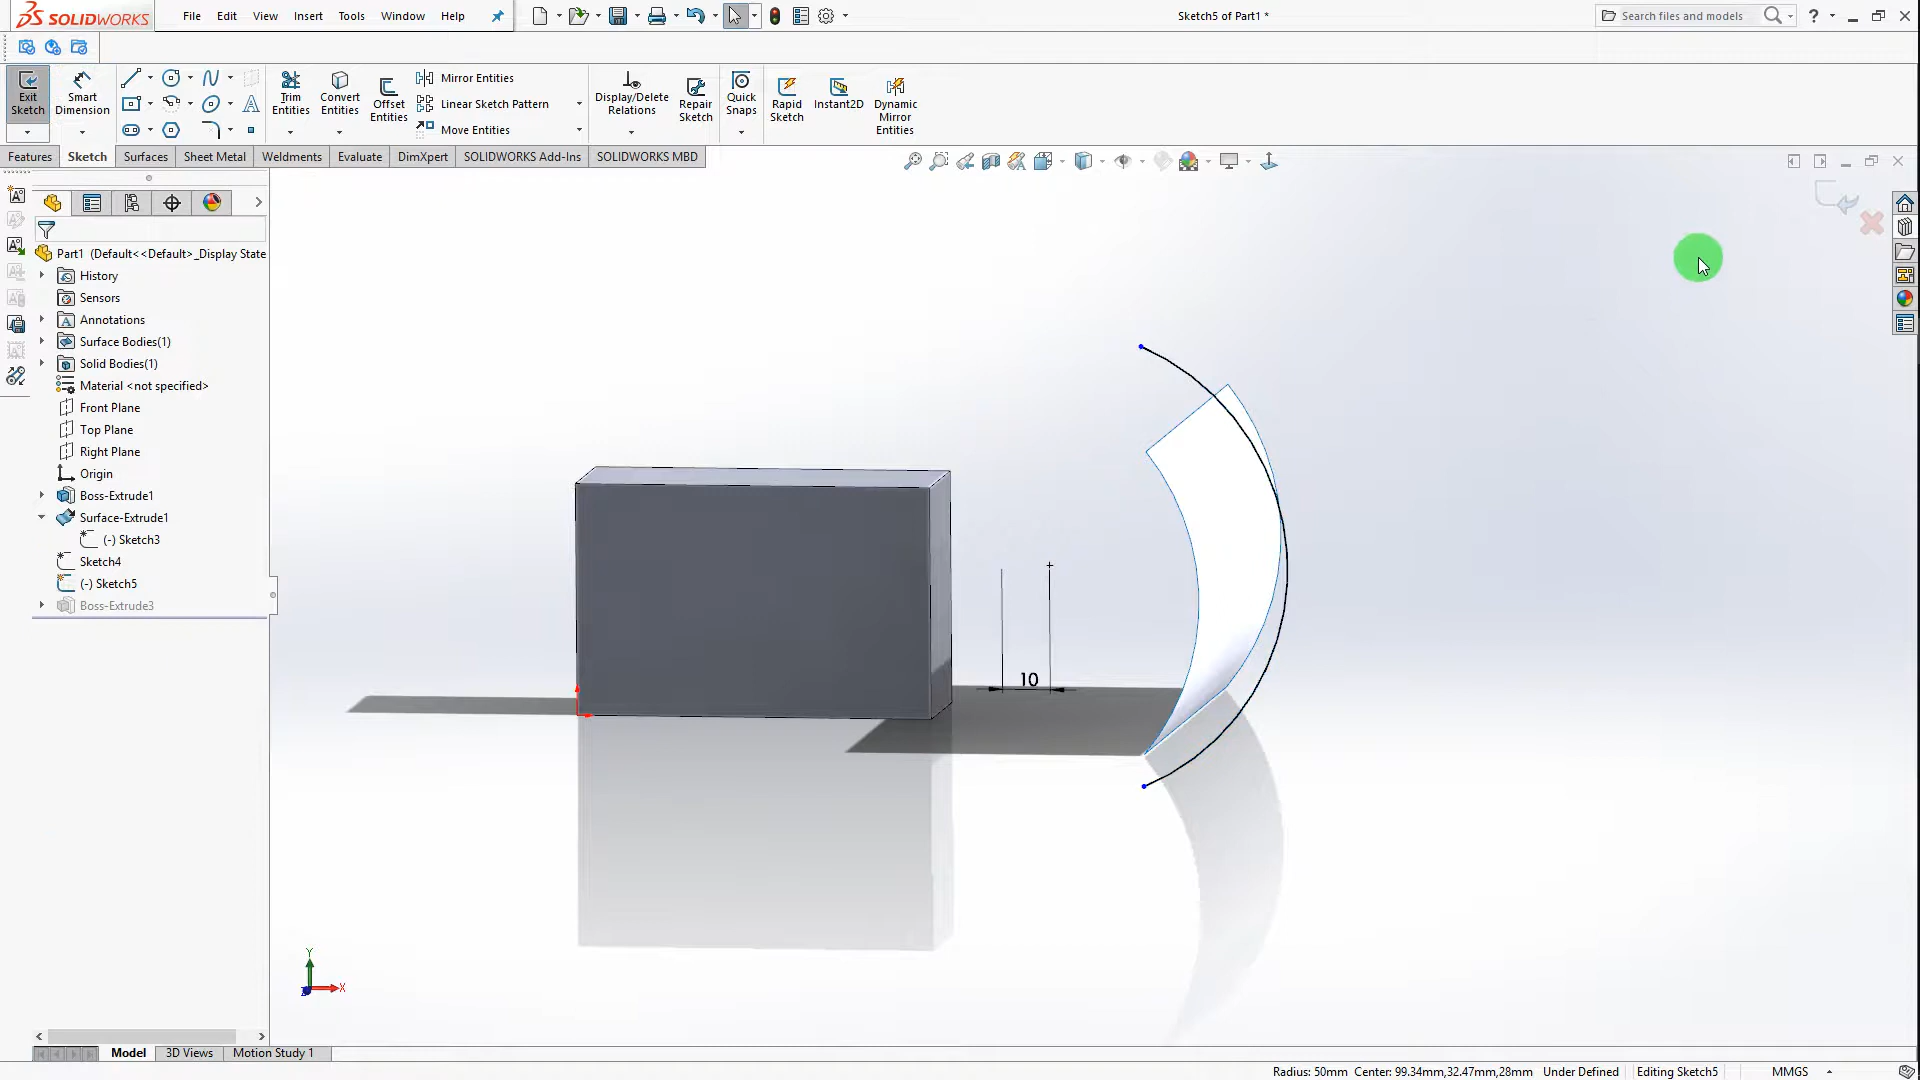 SOLIDWORKS
File Edit View Insert Tools Window Help
Sketch5 of Part1 *
Search files and models
Exit Sketch
Smart Dimension
Trim Entities
Convert Entities
Offset Entities
Mirror Entities
Linear Sketch Pattern
Move Entities
Display/Delete Relations
Repair Sketch
Quick Snaps
Rapid Sketch
Instant2D
Dynamic Mirror Entities
Features Sketch Surfaces Sheet Metal Weldments Evaluate DimXpert SOLIDWORKS Add-Ins SOLIDWORKS MBD
Part1 (Default<<Default>_Display State
History
Sensors
Annotations
Surface Bodies(1)
Solid Bodies(1)
Material <not specified>
Front Plane
Top Plane
Right Plane
Origin
Boss-Extrude1
Surface-Extrude1
(-) Sketch3
Sketch4
(-) Sketch5
Boss-Extrude3
10
Y
X
Model 3D Views Motion Study 1
Radius: 50mm Center: 99.34mm,32.47mm,28mm Under Defined Editing Sketch5 MMGS